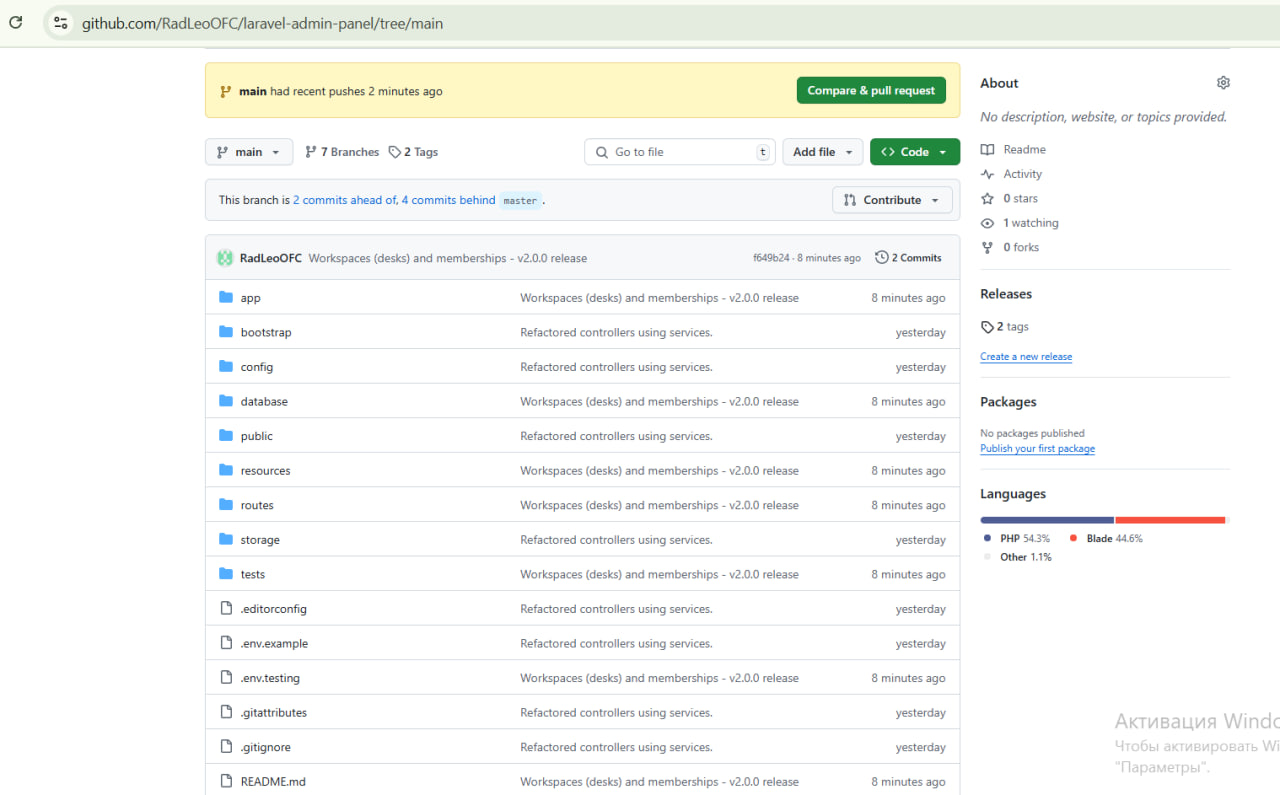 github.com/RadLeoOFC/laravel-admin-panel/tree/main
main had recent pushes 2 minutes ago
Compare & pull request
main
7 Branches
2 Tags
Go to file
t
Add file
Code
This branch is 2 commits ahead of, 4 commits behind master .
Contribute
RadLeoOFC Workspaces (desks) and memberships - v2.0.0 release f649b24 · 8 minutes ago 2 Commits
app Workspaces (desks) and memberships - v2.0.0 release 8 minutes ago
bootstrap Refactored controllers using services. yesterday
config Refactored controllers using services. yesterday
database Workspaces (desks) and memberships - v2.0.0 release 8 minutes ago
public Refactored controllers using services. yesterday
resources Workspaces (desks) and memberships - v2.0.0 release 8 minutes ago
routes Workspaces (desks) and memberships - v2.0.0 release 8 minutes ago
storage Refactored controllers using services. yesterday
tests Workspaces (desks) and memberships - v2.0.0 release 8 minutes ago
.editorconfig Refactored controllers using services. yesterday
.env.example Refactored controllers using services. yesterday
.env.testing Workspaces (desks) and memberships - v2.0.0 release 8 minutes ago
.gitattributes Refactored controllers using services. yesterday
.gitignore Refactored controllers using services. yesterday
README.md Workspaces (desks) and memberships - v2.0.0 release 8 minutes ago
About
No description, website, or topics provided.
Readme
Activity
0 stars
1 watching
0 forks
Releases
2 tags
Create a new release
Packages
No packages published
Publish your first package
Languages
PHP 54.3%
Blade 44.6%
Other 1.1%
Активация Windo
Чтобы активировать Wi
"Параметры".